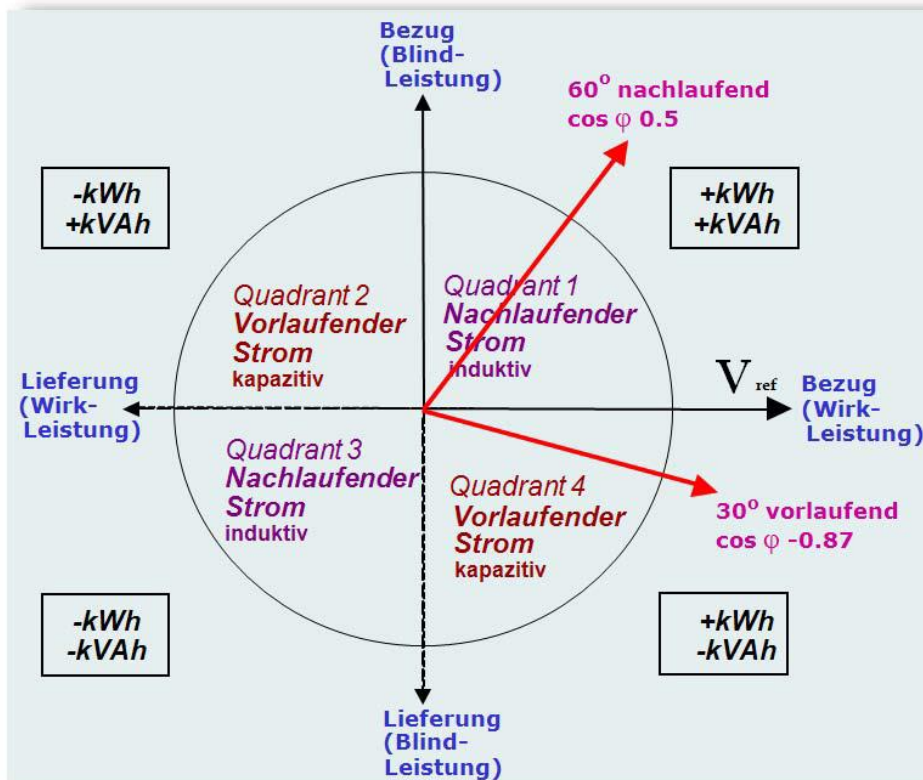 Bezug
(Blind-
Leistung)
60° nachlaufend
cos φ 0.5
-kWh
+kVAh
+kWh
+kVAh
Quadrant 2
Vorlaufender
Strom
kapazitiv
Quadrant 1
Nachlaufender
Strom
induktiv
Lieferung
(Wirk-
Leistung)
V ref
Bezug
(Wirk-
Leistung)
Quadrant 3
Nachlaufender
Strom
induktiv
Quadrant 4
Vorlaufender
Strom
kapazitiv
30° vorlaufend
cos φ -0.87
-kWh
-kVAh
+kWh
-kVAh
Lieferung
(Blind-
Leistung)